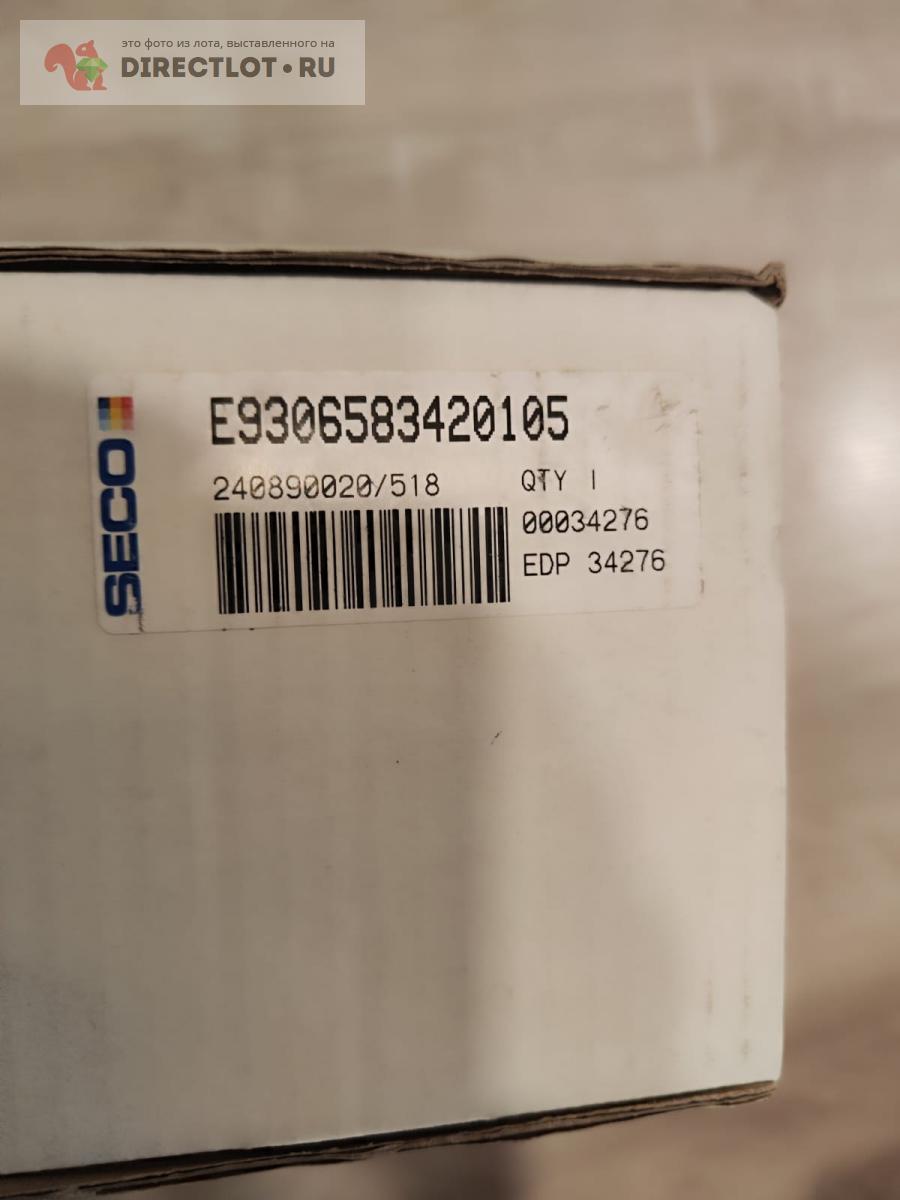 это фото из лота, выставленного на
DIRECTLOT•RU
SECO
E9306583420105
240890020/518 QTY 1
00034276
EDP 34276